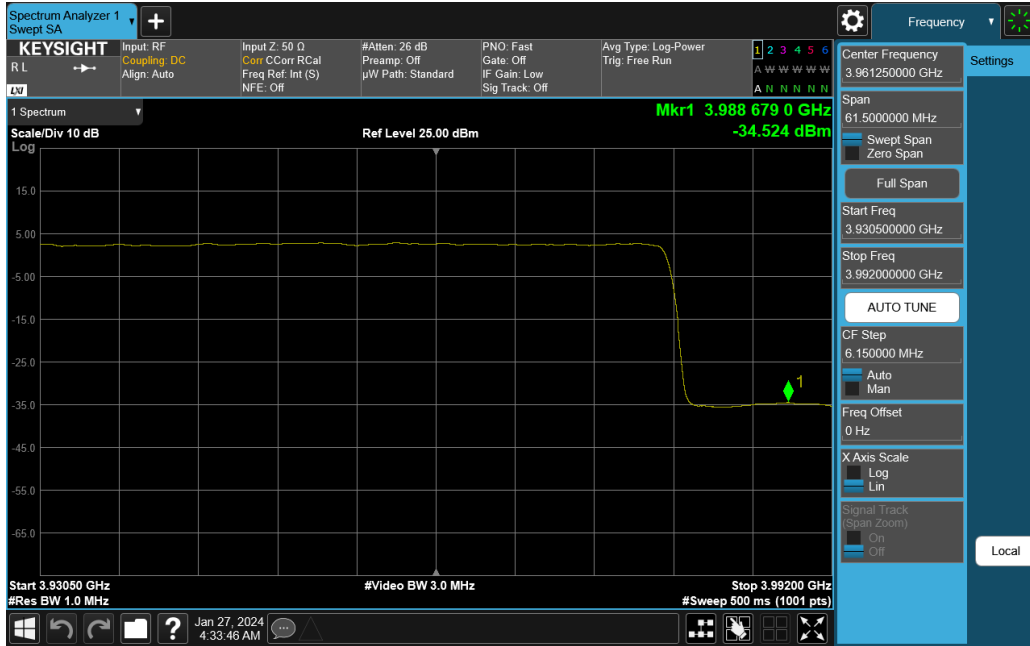 Spectrum Analyzer 1
Swept SA
Frequency
KEYSIGHT
R L
LXI
Input: RF
Coupling: DC
Align: Auto
Input Z: 50 Ω
Corr CCorr RCal
Freq Ref: Int (S)
NFE: Off
#Atten: 26 dB
Preamp: Off
µW Path: Standard
PNO: Fast
Gate: Off
IF Gain: Low
Sig Track: Off
Avg Type: Log-Power
Trig: Free Run
1 2 3 4 5 6
A W W W W W
A N N N N N
1 Spectrum
Scale/Div 10 dB
Log
Ref Level 25.00 dBm
Mkr1 3.988 679 0 GHz
-34.524 dBm
15.0
5.00
-5.00
-15.0
-25.0
-35.0
-45.0
-55.0
-65.0
1
Start 3.93050 GHz
#Res BW 1.0 MHz
#Video BW 3.0 MHz
Stop 3.99200 GHz
#Sweep 500 ms (1001 pts)
Center Frequency
3.961250000 GHz
Span
61.5000000 MHz
Swept Span
Zero Span
Full Span
Start Freq
3.930500000 GHz
Stop Freq
3.992000000 GHz
AUTO TUNE
CF Step
6.150000 MHz
Auto
Man
Freq Offset
0 Hz
X Axis Scale
Log
Lin
Signal Track
(Span Zoom)
On
Off
Settings
Local
?
Jan 27, 2024
4:33:46 AM